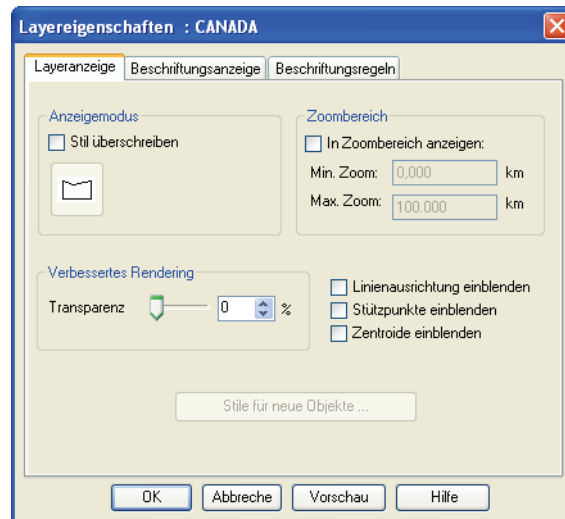 Layereigenschaften : CANADA
Layeranzeige
Beschriftungsanzeige
Beschriftungsregeln
Anzeigemodus
Stil überschreiben
Zoombereich
In Zoombereich anzeigen:
Min. Zoom: 0,000 km
Max. Zoom: 100.000 km
Verbessertes Rendering
Transparenz 0 %
Linienausrichtung einblenden
Stützpunkte einblenden
Zentroide einblenden
Stile für neue Objekte ...
OK
Abbreche
Vorschau
Hilfe